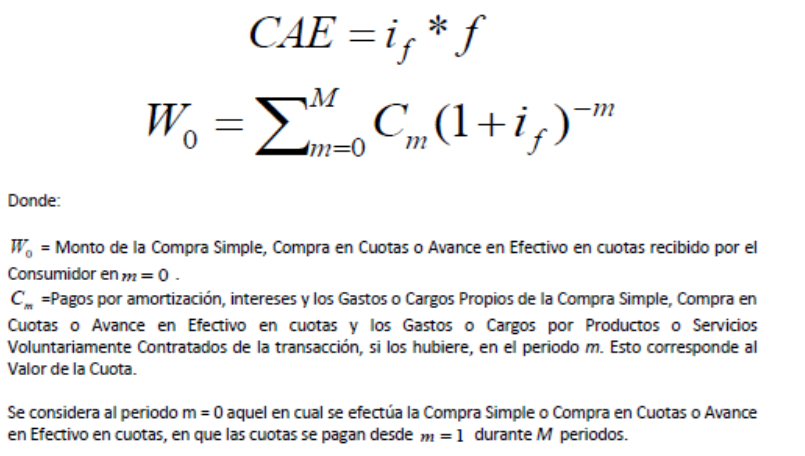 CAE = i_f * f
W_0 = ∑_{m=0}^{M} C_m (1 + i_f)^{-m}
Donde:
W_0 = Monto de la Compra Simple, Compra en Cuotas o Avance en Efectivo en cuotas recibido por el
Consumidor en m = 0 .
C_m =Pagos por amortización, intereses y los Gastos o Cargos Propios de la Compra Simple, Compra en
Cuotas o Avance en Efectivo en cuotas y los Gastos o Cargos por Productos o Servicios
Voluntariamente Contratados de la transacción, si los hubiere, en el periodo m. Esto corresponde al
Valor de la Cuota.
Se considera al periodo m = 0 aquel en cual se efectúa la Compra Simple o Compra en Cuotas o Avance
en Efectivo en cuotas, en que las cuotas se pagan desde m = 1 durante M periodos.